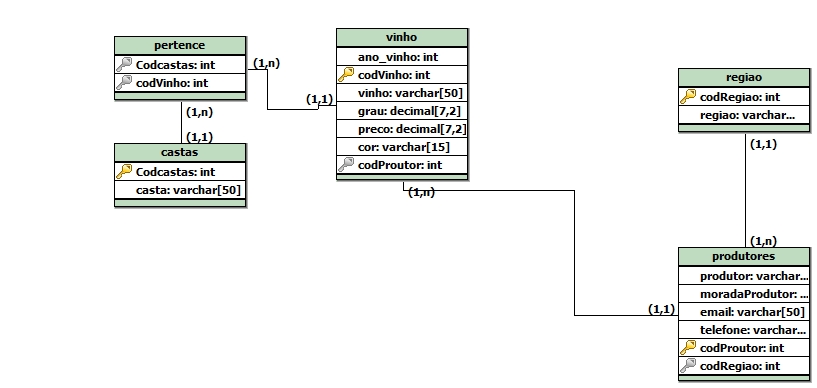 pertence
Codcastas: int
codVinho: int
(1,n)
(1,n)
(1,1)
castas
Codcastas: int
casta: varchar[50]
vinho
ano_vinho: int
codVinho: int
vinho: varchar[50]
grau: decimal[7,2]
preco: decimal[7,2]
cor: varchar[15]
codProutor: int
(1,1)
(1,n)
regiao
codRegiao: int
regiao: varchar...
(1,1)
(1,n)
produtores
produtor: varchar...
moradaProdutor: ...
email: varchar[50]
telefone: varchar...
codProutor: int
codRegiao: int
(1,1)